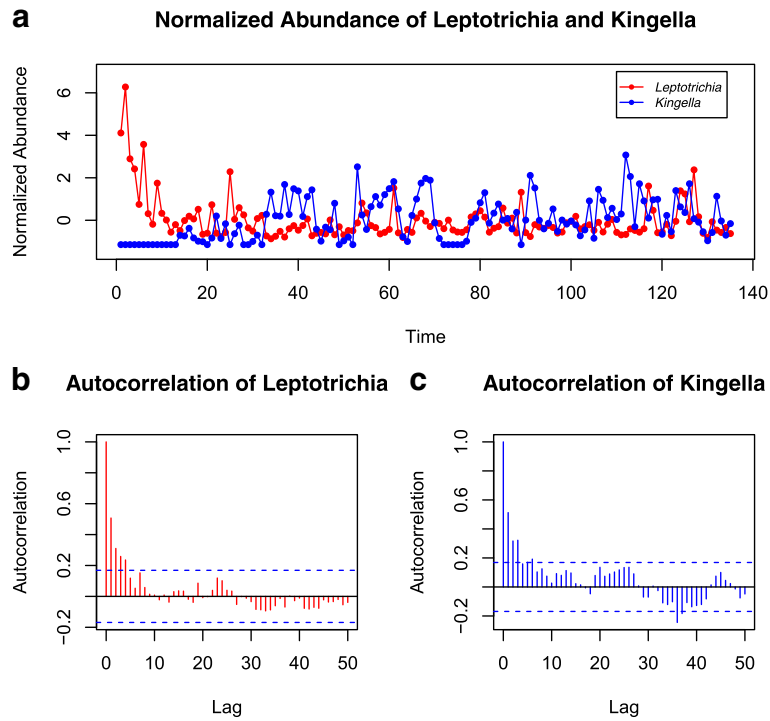 a
Normalized Abundance of Leptotrichia and Kingella
Normalized Abundance
6
4
2
0
Leptotrichia
Kingella
0 20 40 60 80 100 120 140
Time
b
Autocorrelation of Leptotrichia
Autocorrelation
1.0
0.6
0.2
−0.2
0 10 20 30 40 50
Lag
c
Autocorrelation of Kingella
Autocorrelation
1.0
0.6
0.2
−0.2
0 10 20 30 40 50
Lag